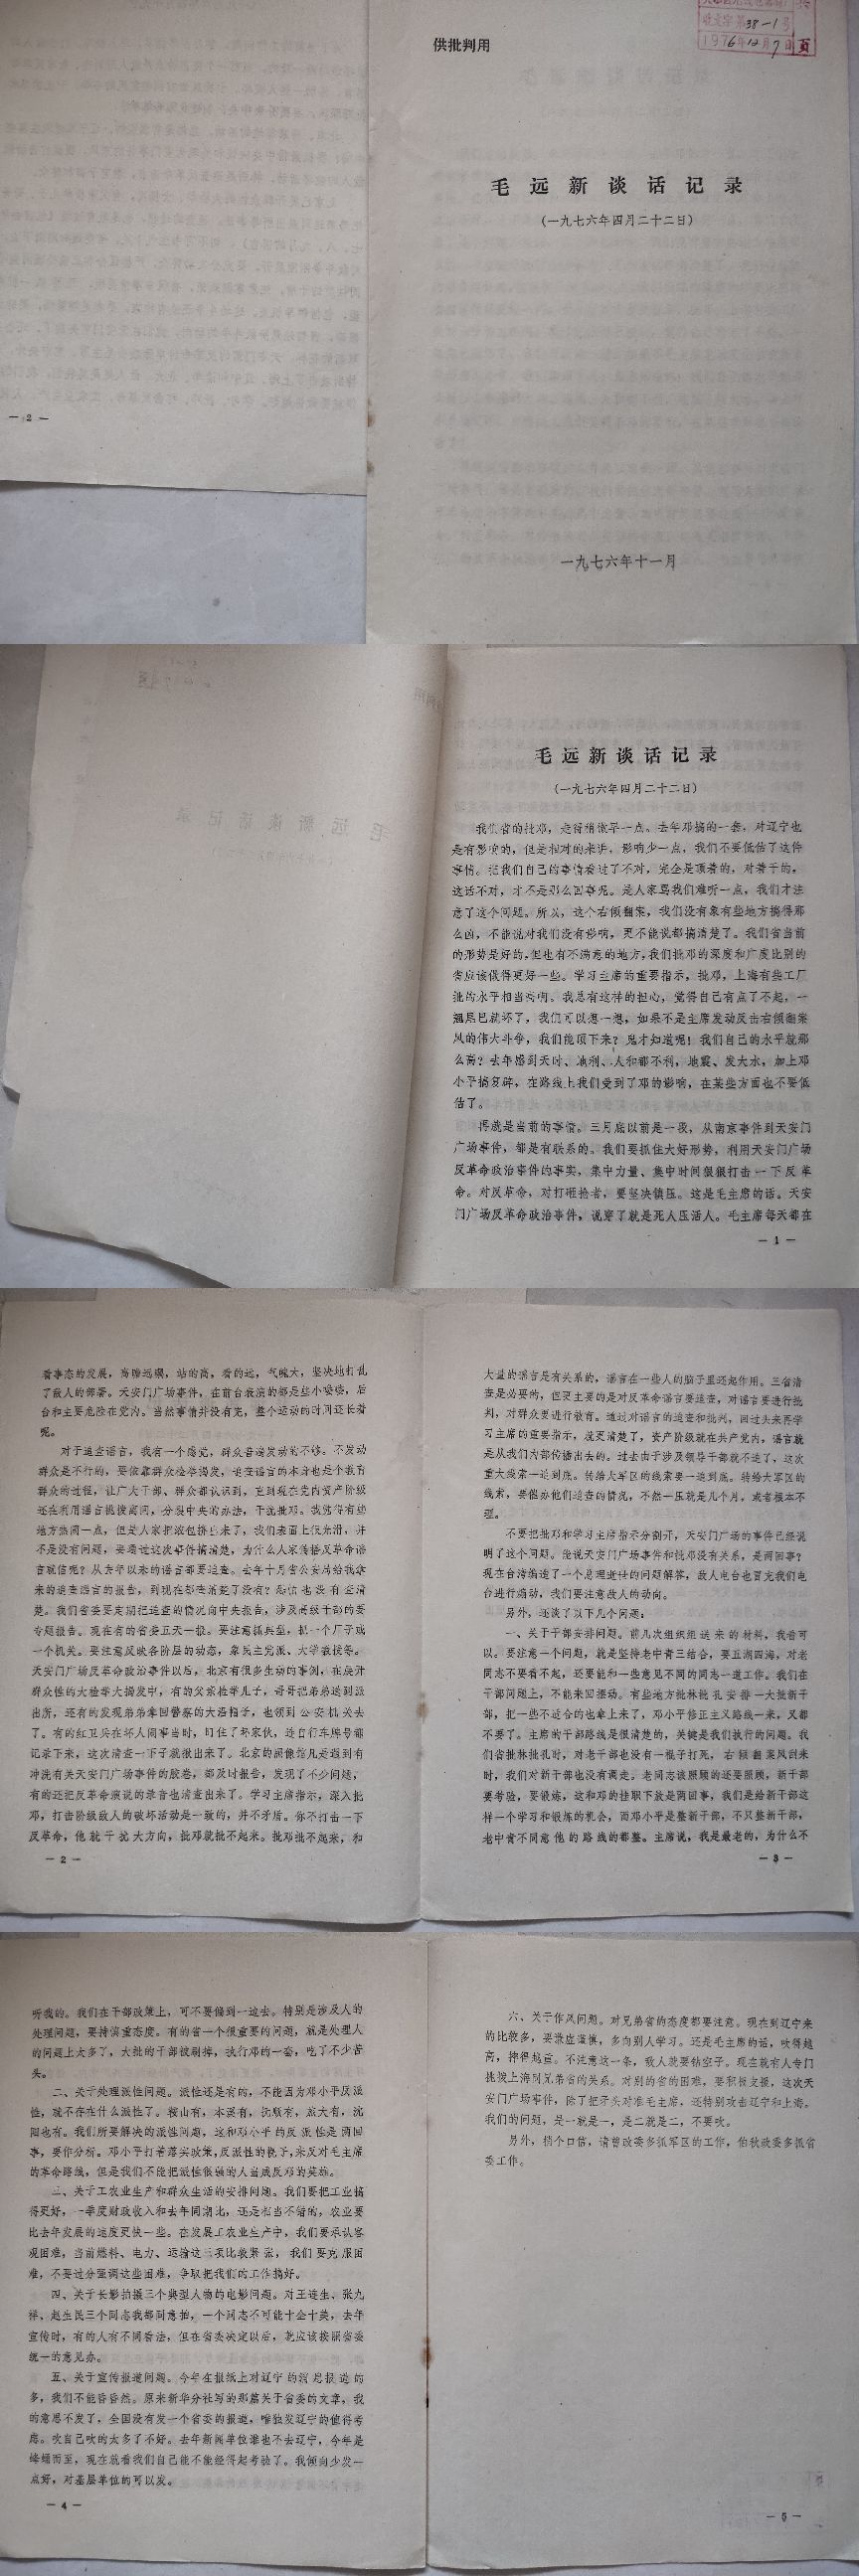 — 2 —
供批判用
收文字第38-1号
1976年12月7日
页
毛远新谈话记录
(一九七六年四月二十二日)
一九七六年十一月
毛远新谈话记录
(一九七六年四月二十二日)
我们省的批邓，走得稍微早一点。去年邓搞的一套，对辽宁也
是有影响的，但是相对的来讲，影响少一点，我们不要低估了这件
事情。把我们自己的事情看过了不对，完全是顶着的，对着干的，
这话不对，才不是那么回事呢。是人家骂我们难听一点，我们才注
意了这个问题。所以，这个右倾翻案，我们没有象有些地方搞得那
么凶，不能说对我们没有影响，更不能说都搞清楚了。我们省当前
的形势是好的，但也有不满意的地方，我们批邓的深度和广度比别的
省应该做得更好一些。学习主席的重要指示，批邓，上海有些工厂
批的水平相当高啊。我总有这样的担心，觉得自己有点了不起，一
翘尾巴就坏了，我们可以想一想，如果不是主席发动反击右倾翻案
风的伟大斗争，我们能顶下来？鬼才知道呢！我们自己的水平就那
么高？去年感到天时、地利、人和都不利，地震、发大水，加上邓
小平搞复辟，在路线上我们受到了邓的影响，在某些方面也不要低
估了。
再就是当前的事情。三月底以前是一段，从南京事件到天安门
广场事件，都是有联系的。我们要抓住大好形势，利用天安门广场
反革命政治事件的事实，集中力量、集中时间狠狠打击一下反革
命。对反革命，对打砸抢者，要坚决镇压。这是毛主席的话。天安
门广场反革命政治事件，说穿了就是死人压活人。毛主席每天都在
— 1 —
看事态的发展，高瞻远瞩，站的高，看的远，气魄大，坚决地打乱
了敌人的部署。天安门广场事件，在前台表演的都是些小喽啰，后
台和主要危险在党内。当然事情并没有完，整个运动的时间还长着
呢。
对于追查谣言，我有一个感觉，群众普遍发动的不够。不发动
群众是不行的，要依靠群众检举揭发，追查谣言的本身也是个教育
群众的过程，让广大干部、群众都认识到，直到现在党内资产阶级
还在利用谣言挑拨离间，分裂中央的办法，干扰批邓。我觉得有些
地方热闹一点，但是人家把脓包挤出来了，我们表面上很光滑，并
不是没有问题，要通过这次事件搞清楚，为什么人家传播反革命谣
言就信呢？从去年以来的谣言都要追查。去年十月省公安局给我拿
来的追查谣言的报告，到现在都查清楚了没有？恐怕也没有查清
楚。我们省委要定期把追查的情况向中央报告，涉及高级干部的要
专题报告。现在有的省委五天一报。要注意抓典型，抓一个厂子或
一个机关。要注意反映各阶层的动态，象民主党派、大学教授等。
天安门广场反革命政治事件以后，北京有很多生动的事例，在展开
群众性的大检举大揭发中，有的父亲检举儿子，哥哥把弟弟送到派
出所，还有的发现弟弟拿回警察的大沿帽子，也领到公安机关去
了。有的红卫兵在坏人闹事当时，盯住了坏家伙，连自行车牌号都
记录下来，这次清查一下子就揪出来了。北京的照像馆凡是遇到有
冲洗有关天安门广场事件的胶卷，都及时报告，发现了不少问题，
有的还把反革命演说的录音也清查出来了。学习主席指示，深入批
邓，打击阶级敌人的破坏活动是一致的，并不矛盾。你不打击一下
反革命，他就干扰大方向，批邓就批不起来。批邓批不起来，和
— 2 —
大量的谣言是有关系的，谣言在一些人的脑子里还起作用。三省清
查是必要的，但更主要的是对反革命谣言要追查，对谣言要进行批
判，对群众要进行教育。通过对谣言的追查和批判，回过头来再学
习主席的重要指示，就更清楚了，资产阶级就在共产党内，谣言就
是从我们内部传播出去的。过去由于涉及领导干部就不追了，这次
重大线索一追到底。转给大军区的线索要一追到底。转给大军区的
线索，要催办他们追查的情况，不然一压就是几个月，或者根本不
理。
不要把批邓和学习主席指示分割开，天安门广场的事件已经说
明了这个问题。能说天安门广场事件和批邓没有关系，是两回事？
现在台湾编造了一个总理逝世的问题解答，敌人电台也冒充我们电
台进行煽动，我们要注意敌人的动向。
另外，还谈了以下几个问题：
一、关于干部安排问题。前几次组织组送来的材料，我看可
以。要注意一个问题，就是坚持老中青三结合，要五湖四海，对老
同志不要看不起，还要能和一些意见不同的同志一道工作。我们在
干部问题上，不能来回摆动。有些地方批林批孔安排一大批新干
部，把一些不适合的也拿上来了，邓小平修正主义路线一来，又都
不要了。主席的干部路线是很清楚的，关键是我们执行的问题。我
们省批林批孔时，对老干部也没有一棍子打死，右倾翻案风刮来
时，我们对新干部也没有调走。老同志该照顾的还要照顾，新干部
要考验，要锻炼，这和邓的挂职下放是两回事，我们是给新干部这
样一个学习和锻炼的机会，而邓小平是整新干部，不只整新干部，
老中青不同意他的路线的都整。主席说，我是最老的，为什么不
— 3 —
听我的。我们在干部政策上，可不要偏到一边去。特别是涉及人的
处理问题，要持慎重态度。有的省一个很重要的问题，就是处理人
的问题上太多了，大批的干部被刷掉，执行邓的一套，吃了不少苦
头。
二、关于处理派性问题。派性还是有的，不能因为邓小平反派
性，就不存在什么派性了。鞍山有，本溪有，抚顺有，旅大有，沈
阳也有。我们所要解决的派性问题，这和邓小平的反派性是两回
事，要作分析。邓小平打着落实政策，反派性的幌子，来反对毛主席
的革命路线，但是我们不能把派性很强的人当成反邓的英雄。
三、关于工农业生产和群众生活的安排问题。我们要把工业搞
得更好，一季度财政收入和去年同期比，还是相当不错的，农业要
比去年发展的速度更快一些。在发展工农业生产中，我们要承认客
观困难，当前燃料、电力、运输这三项比较紧张，我们要克服困
难，不要过分强调这些困难，争取把我们的工作搞好。
四、关于长影拍摄三个典型人物的电影问题。对王连生、张九
祥、赵生民三个同志我都同意拍，一个同志不可能十全十美，去年
宣传时，有的人有不同看法，但在省委决定以后，就应该按照省委
统一的意见办。
五、关于宣传报道问题。今年在报纸上对辽宁的消息报道的
多，我们不能昏昏然。原来新华分社写的那篇关于省委的文章，我
的意思不发了，全国没有发一个省委的报道，唯独发辽宁的值得考
虑。吹自己吹的太多了不好。去年新闻单位谁也不去辽宁，今年是
蜂蛹而至，现在就看我们自己能不能经得起考验了。我倾向少发一
点好，对基层单位的可以发。
— 4 —
六、关于作风问题。对兄弟省的态度都要注意。现在到辽宁来
的比较多，要谦虚谨慎，多向别人学习。还是毛主席的话，吹得越
高，摔得越重。不注意这一条，敌人就要钻空子。现在就有人专门
挑拨上海同兄弟省的关系。对别的省的困难，要积极支援，这次天
安门广场事件，除了把矛头对准毛主席，还特别攻击辽宁和上海。
我们的问题，是一就是一，是二就是二，不要吹。
另外，捎个口信，请曾政委多抓军区的工作，伯秋政委多抓省
委工作。
— 5 —